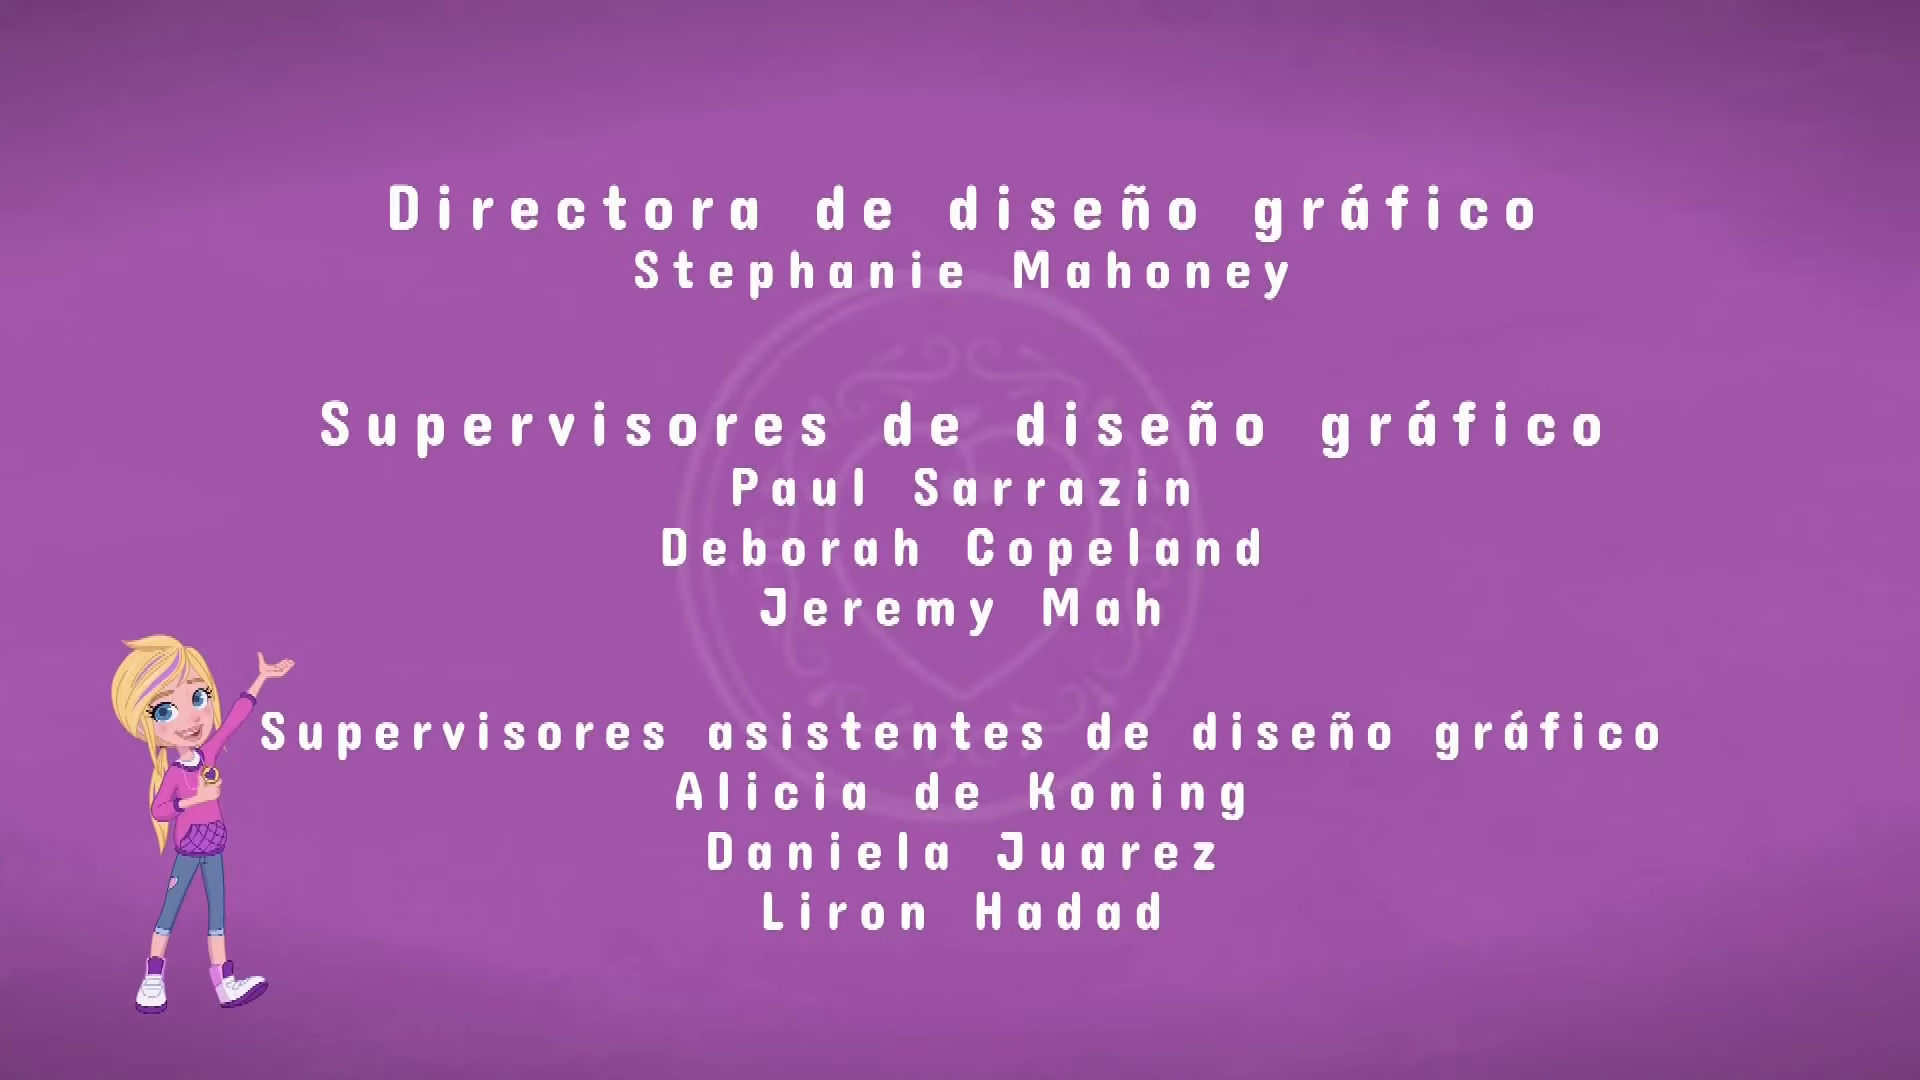 Directora de diseño gráfico
Stephanie Mahoney
Supervisores de diseño gráfico
Paul Sarrazin
Deborah Copeland
Jeremy Mah
Supervisores asistentes de diseño gráfico
Alicia de Koning
Daniela Juarez
Liron Hadad